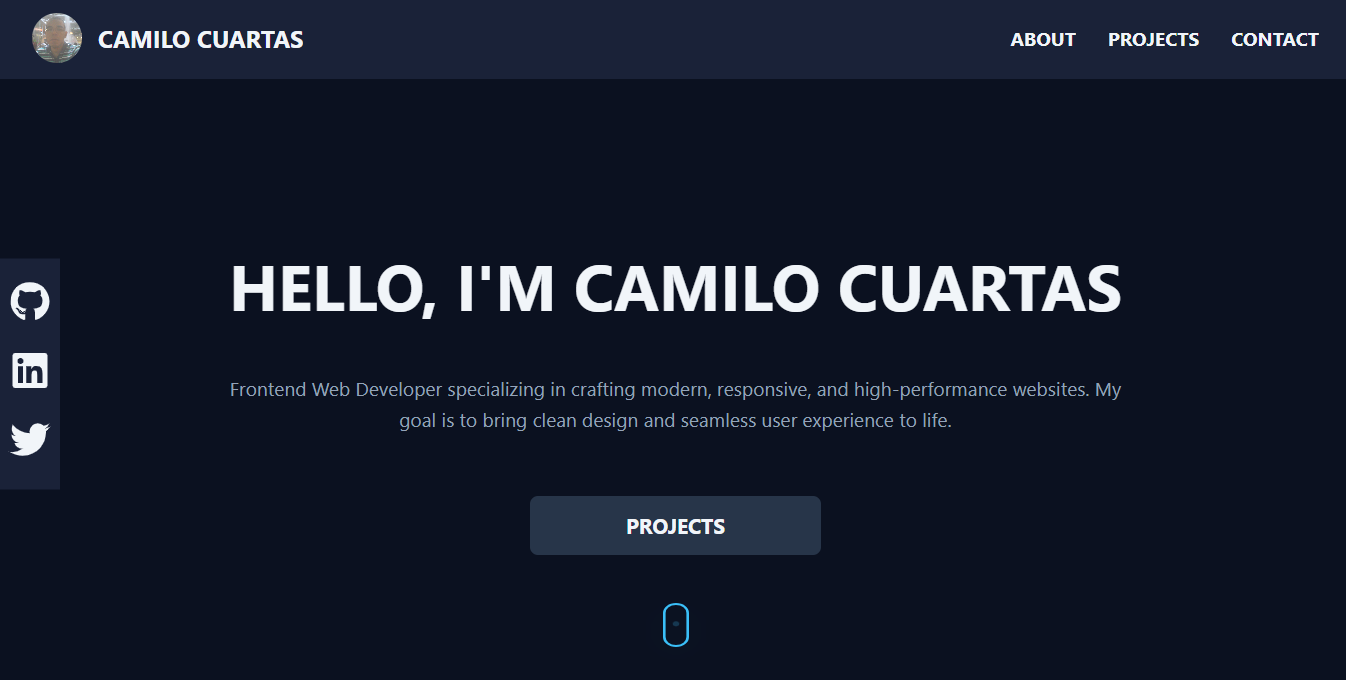 CAMILO CUARTAS
ABOUT
PROJECTS
CONTACT
HELLO, I'M CAMILO CUARTAS
in
Frontend Web Developer specializing in crafting modern, responsive, and high-performance websites. My
goal is to bring clean design and seamless user experience to life.
PROJECTS